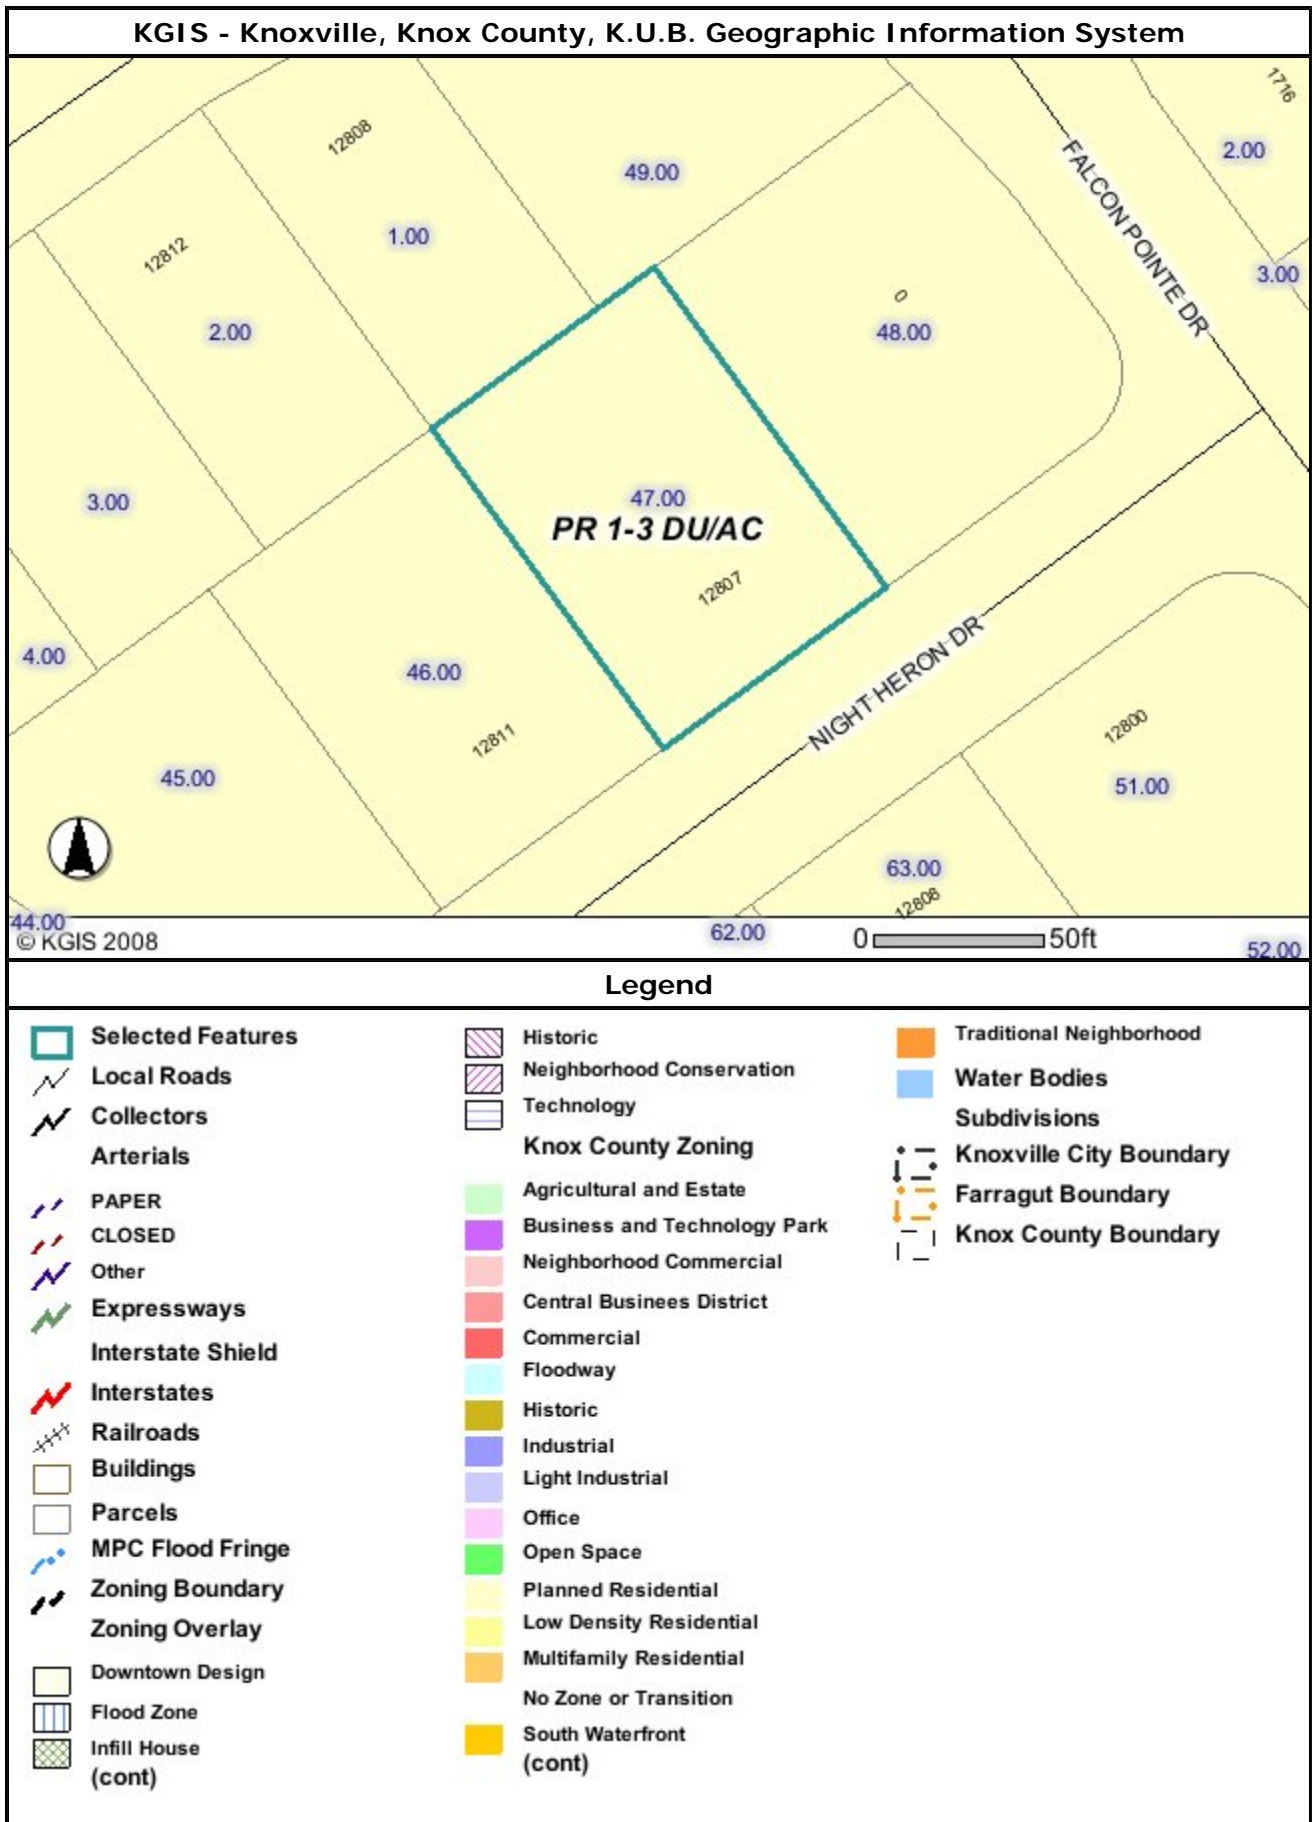 KGIS - Knoxville, Knox County, K.U.B. Geographic Information System
1716
12808
2.00
49.00
FALCON POINTE DR
1.00
12812
3.00
0
2.00
48.00
47.00
3.00
PR 1-3 DU/AC
12807
4.00
46.00
NIGHT HERON DR
12811
12800
45.00
51.00
63.00
12808
44.00
62.00
© KGIS 2008
0
50ft
52.00
Legend
Selected Features
Local Roads
Collectors
Arterials
PAPER
CLOSED
Other
Expressways
Interstate Shield
Interstates
Railroads
Buildings
Parcels
MPC Flood Fringe
Zoning Boundary
Zoning Overlay
Downtown Design
Flood Zone
Infill House
(cont)
Historic
Neighborhood Conservation
Technology
Knox County Zoning
Agricultural and Estate
Business and Technology Park
Neighborhood Commercial
Central Businees District
Commercial
Floodway
Historic
Industrial
Light Industrial
Office
Open Space
Planned Residential
Low Density Residential
Multifamily Residential
No Zone or Transition
South Waterfront
(cont)
Traditional Neighborhood
Water Bodies
Subdivisions
Knoxville City Boundary
Farragut Boundary
Knox County Boundary